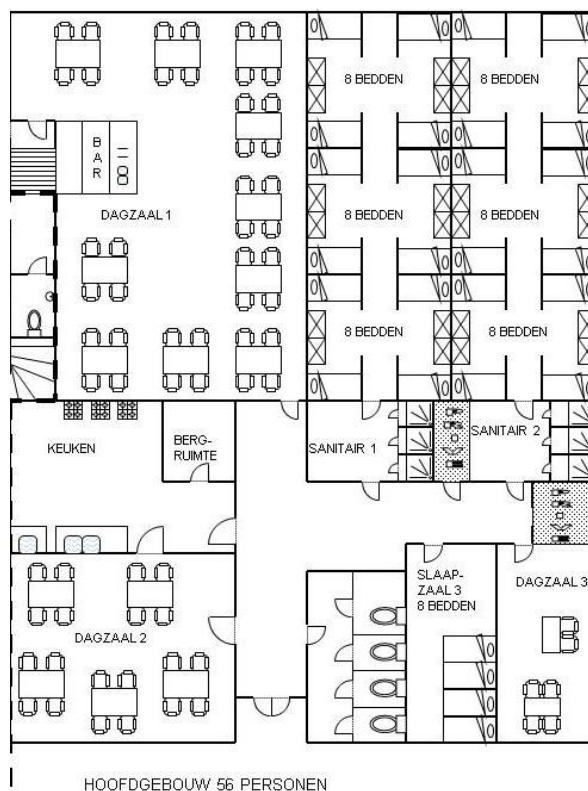 8 BEDDEN
8 BEDDEN
BAR
DAGZAAL 1
8 BEDDEN
8 BEDDEN
8 BEDDEN
8 BEDDEN
KEUKEN
BERG-
RUIMTE
SANITAIR 1
SANITAIR 2
SLAAP-
ZAAL 3
8 BEDDEN
DAGZAAL 3
DAGZAAL 2
HOOFDGEBOUW 56 PERSONEN